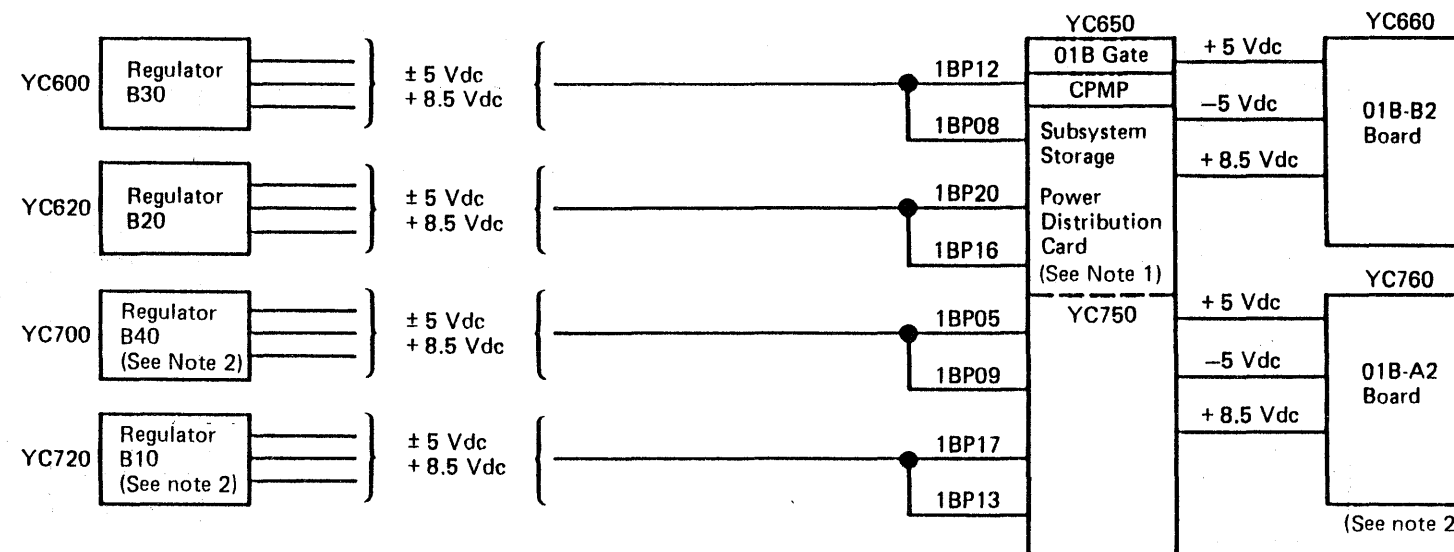 YC600
Regulator
B30
± 5 Vdc
+ 8.5 Vdc
1BP12
1BP08
YC620
Regulator
B20
± 5 Vdc
+ 8.5 Vdc
1BP20
1BP16
YC700
Regulator
B40
(See Note 2)
± 5 Vdc
+ 8.5 Vdc
1BP05
1BP09
YC720
Regulator
B10
(See note 2)
± 5 Vdc
+ 8.5 Vdc
1BP17
1BP13
YC650
01B Gate
CPMP
Subsystem
Storage
Power
Distribution
Card
(See Note 1)
YC750
+ 5 Vdc
–5 Vdc
+ 8.5 Vdc
YC660
01B-B2
Board
+ 5 Vdc
–5 Vdc
+ 8.5 Vdc
YC760
01B-A2
Board
(See note 2